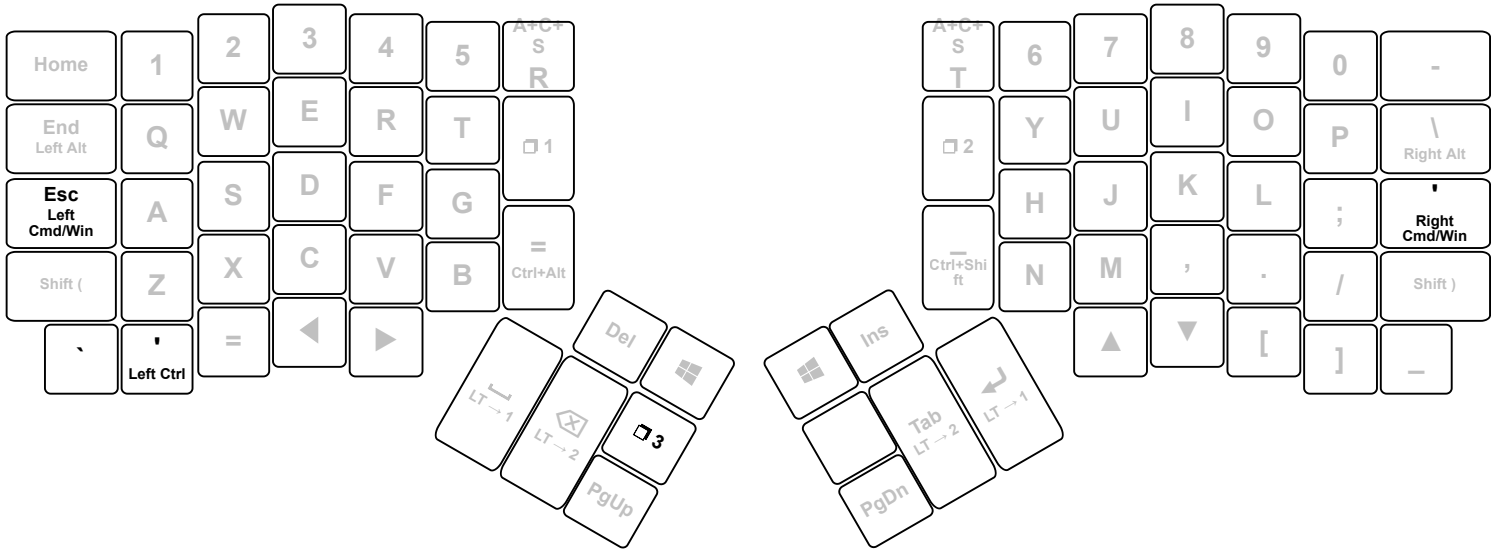 Home 1 2 3 4 5 A+C+
S
R
A+C+
S
T 6 7 8 9 0 -
End
Left Alt Q W E R T 1
2 Y U I O P \
Right Alt
Esc
Left
Cmd/Win A S D F G
H J K L ; '
Right
Cmd/Win
Shift ( Z X C V B =
Ctrl+Alt
_
Ctrl+Shi
ft N M , . / Shift )
` '
Left Ctrl = ◀ ▶
▲ ▼ [ ] _
Del
LT → 1
LT → 2
3
PgUp
Ins
LT → 1
Tab
LT → 2
PgDn